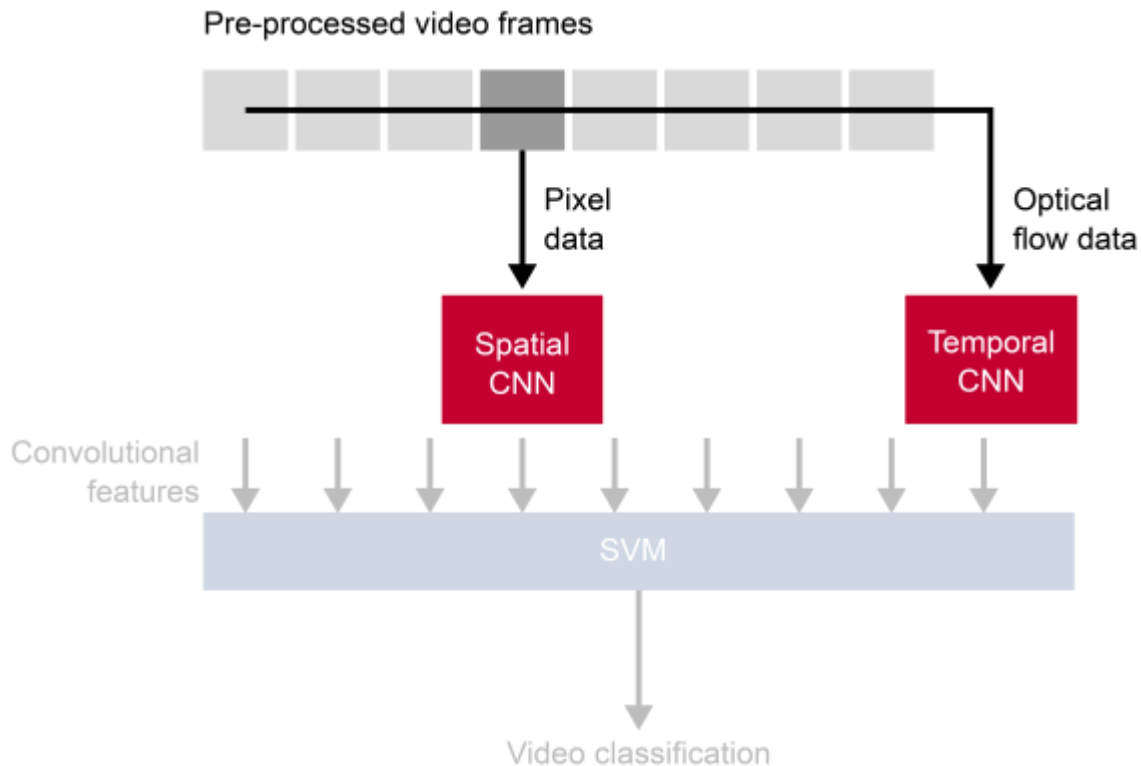 Pre-processed video frames
Pixel
data
Optical
flow data
Spatial
CNN
Temporal
CNN
Convolutional
features
SVM
Video classification